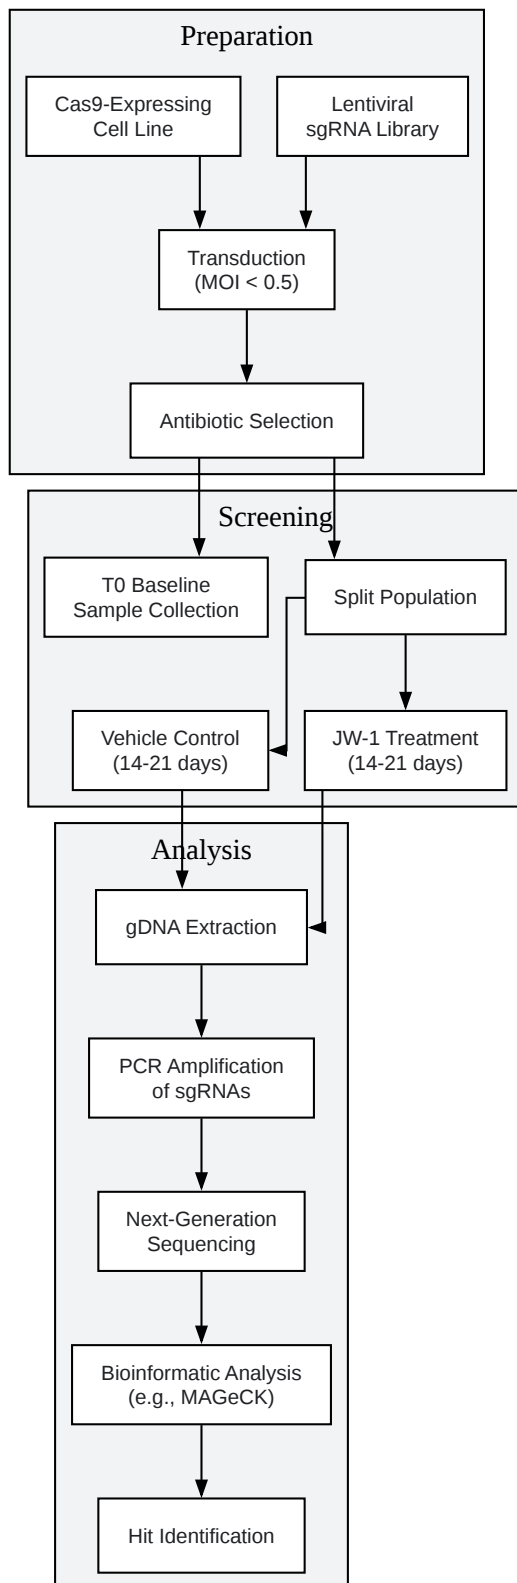 Preparation
Cas9-Expressing
Cell Line
Lentiviral
sgRNA Library
Transduction
(MOI < 0.5)
Antibiotic Selection
Screening
T0 Baseline
Sample Collection
Split Population
Vehicle Control
(14-21 days)
JW-1 Treatment
(14-21 days)
Analysis
gDNA Extraction
PCR Amplification
of sgRNAs
Next-Generation
Sequencing
Bioinformatic Analysis
(e.g., MAGeCK)
Hit Identification